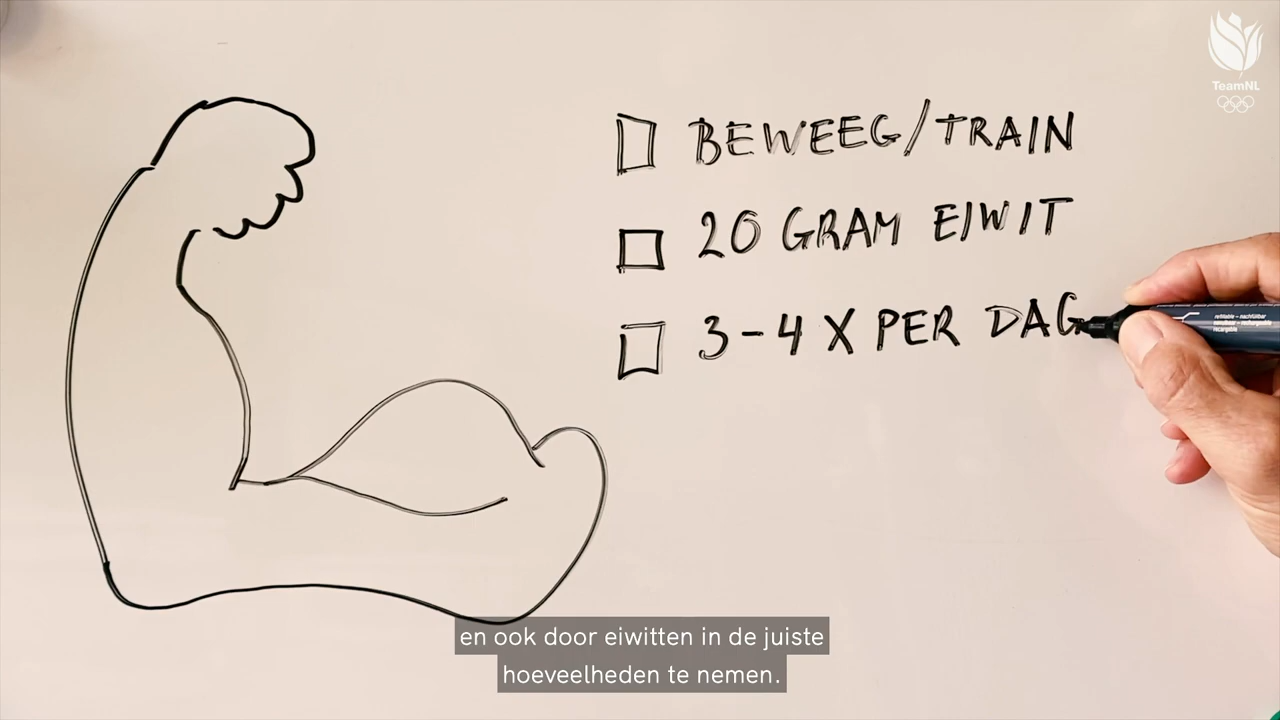 TeamNL
BEWEEG/TRAIN
20 GRAM EIWIT
3-4 X PER DAG
en ook door eiwitten in de juiste
hoeveelheden te nemen.